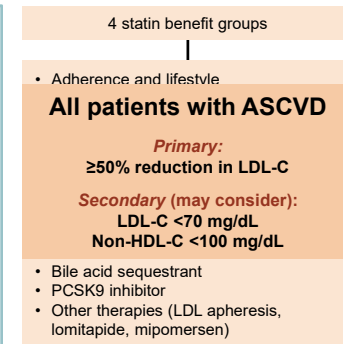 4 statin benefit groups
• Adherence and lifestyle
All patients with ASCVD
Primary:
≥50% reduction in LDL-C
Secondary (may consider):
LDL-C <70 mg/dL
Non-HDL-C <100 mg/dL
• Bile acid sequestrant
• PCSK9 inhibitor
• Other therapies (LDL apheresis,
lomitapide, mipomersen)